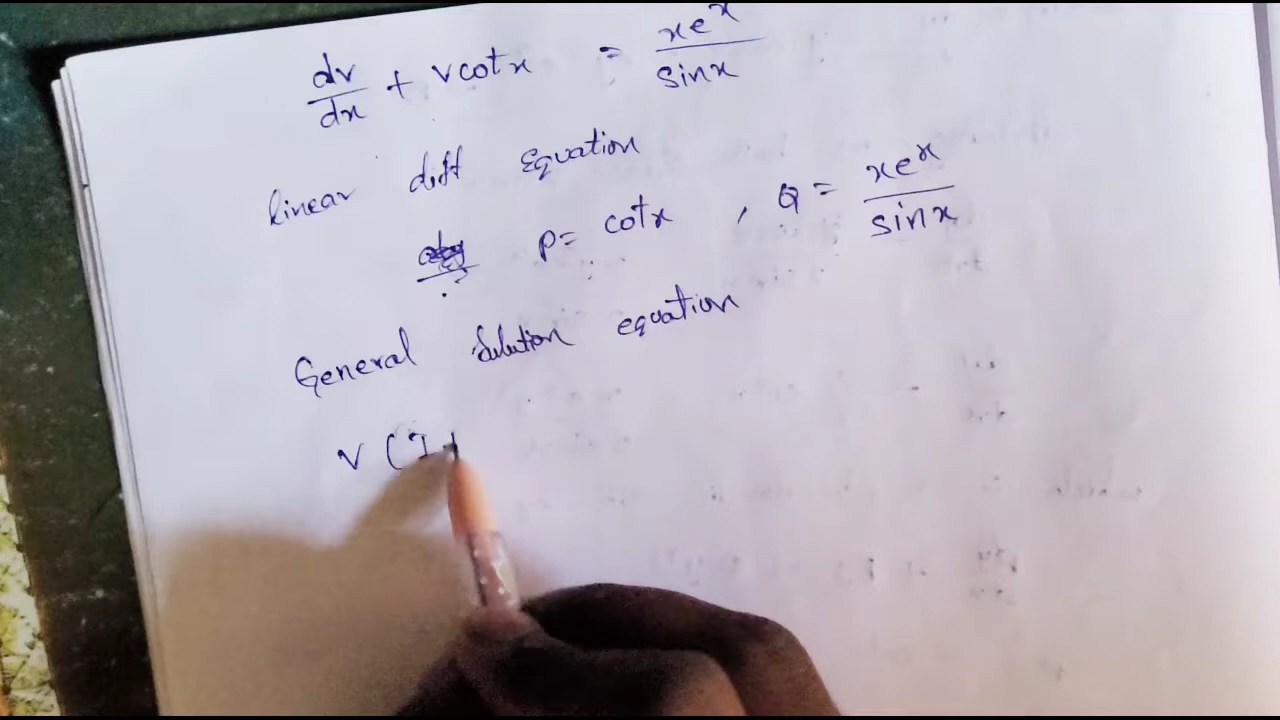 dv/dx + v cot x = xe^x / sin x
linear diff Equation
P = cot x , Q = xe^x / sin x
General Solution equation
v (I